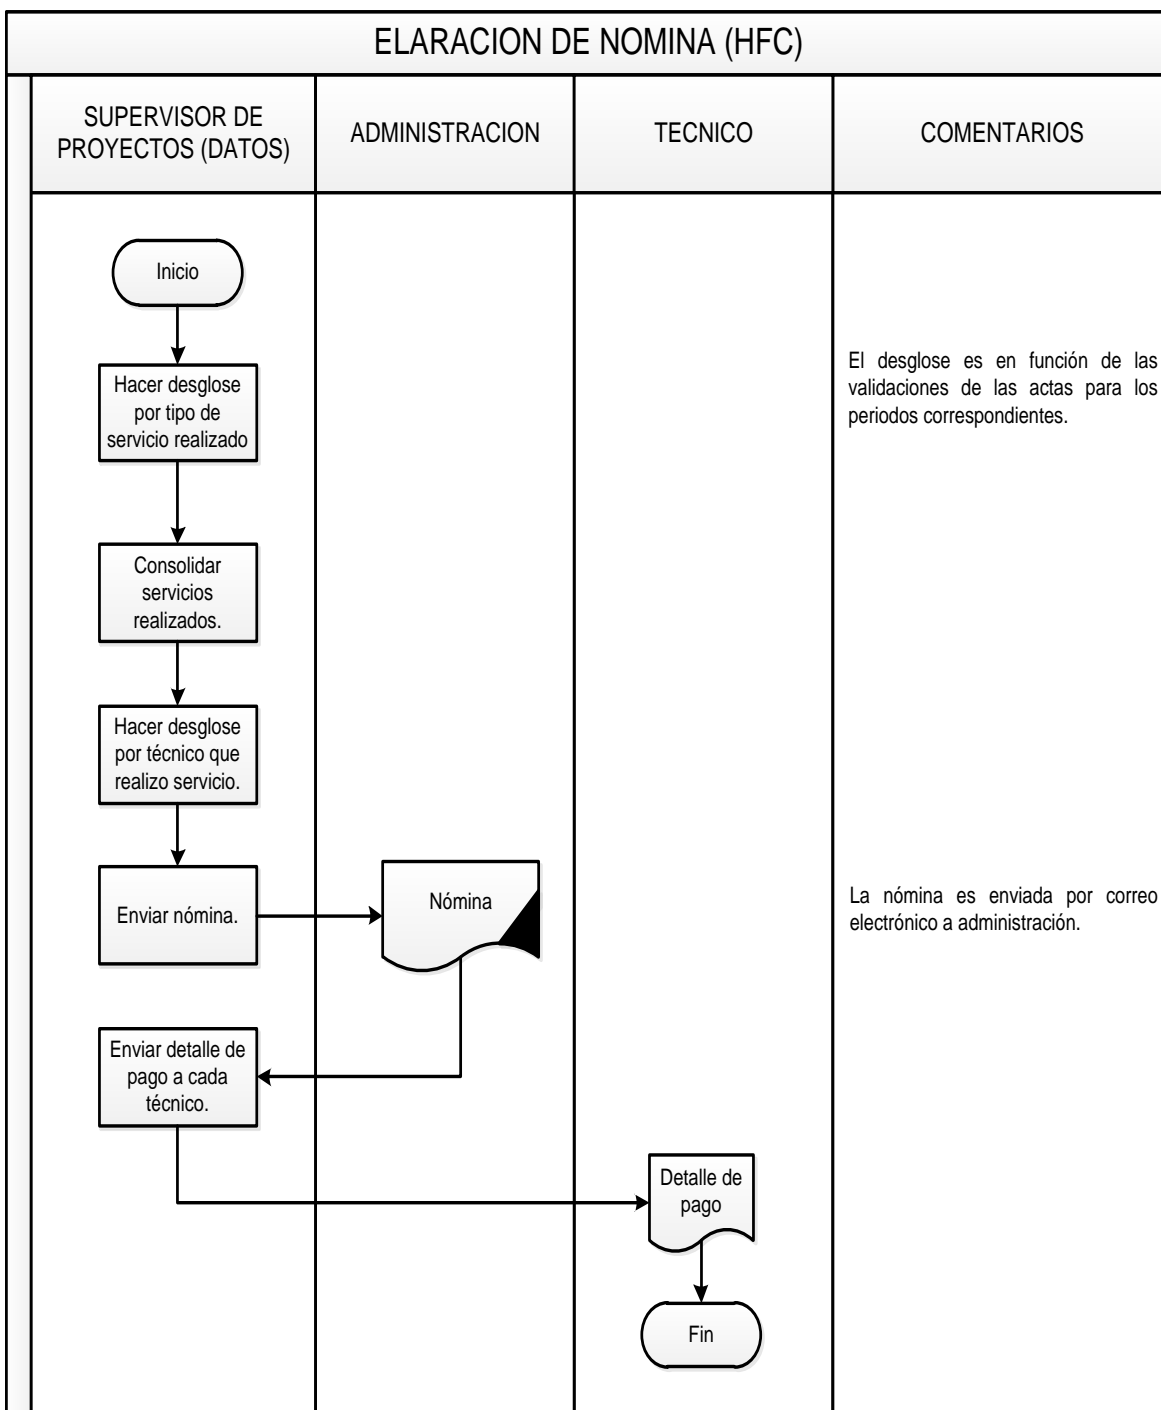 ELARACION DE NOMINA (HFC)
SUPERVISOR DE
PROYECTOS (DATOS)
ADMINISTRACION
TECNICO
COMENTARIOS
Inicio
Hacer desglose
por tipo de
servicio realizado
El desglose es en función de las
validaciones de las actas para los
periodos correspondientes.
Consolidar
servicios
realizados.
Hacer desglose
por técnico que
realizo servicio.
Enviar nómina.
Nómina
La nómina es enviada por correo
electrónico a administración.
Enviar detalle de
pago a cada
técnico.
Detalle de
pago
Fin